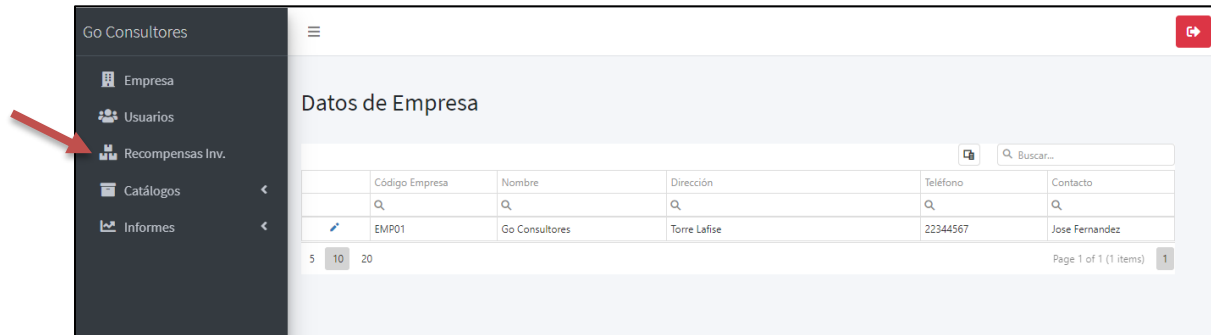 Go Consultores
Empresa
Usuarios
Recompensas Inv.
Catálogos
Informes
Datos de Empresa
Buscar...
Código Empresa Nombre Dirección Teléfono Contacto
EMP01 Go Consultores Torre Lafise 22344567 Jose Fernandez
5 10 20 Page 1 of 1 (1 items) 1